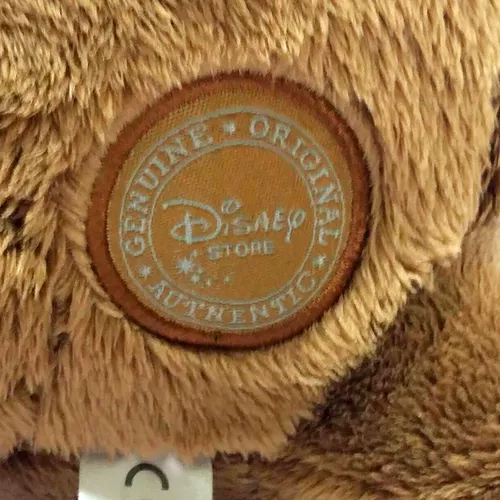 GENUINE * ORIGINAL
DISNEY
STORE
* AUTHENTIC *